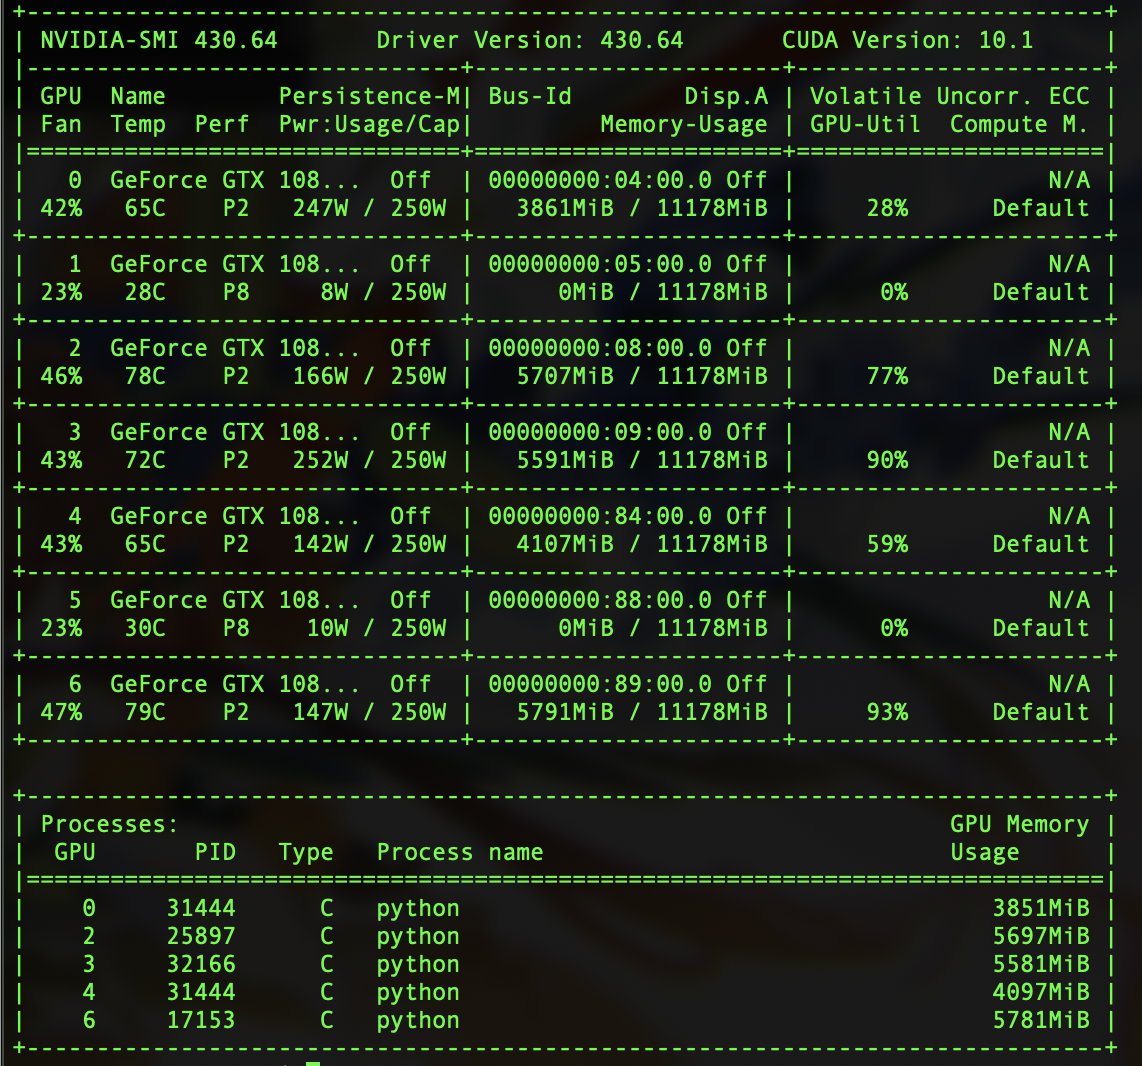 +-----------------------------------------------------------------------------+
| NVIDIA-SMI 430.64       Driver Version: 430.64       CUDA Version: 10.1     |
|-------------------------------+----------------------+----------------------+
| GPU  Name        Persistence-M| Bus-Id        Disp.A | Volatile Uncorr. ECC |
| Fan  Temp  Perf  Pwr:Usage/Cap|         Memory-Usage | GPU-Util  Compute M. |
|===============================+======================+======================|
|   0  GeForce GTX 108...  Off  | 00000000:04:00.0 Off |                  N/A |
| 42%   65C    P2   247W / 250W |   3861MiB / 11178MiB |     28%      Default |
+-------------------------------+----------------------+----------------------+
|   1  GeForce GTX 108...  Off  | 00000000:05:00.0 Off |                  N/A |
| 23%   28C    P8     8W / 250W |      0MiB / 11178MiB |      0%      Default |
+-------------------------------+----------------------+----------------------+
|   2  GeForce GTX 108...  Off  | 00000000:08:00.0 Off |                  N/A |
| 46%   78C    P2   166W / 250W |   5707MiB / 11178MiB |     77%      Default |
+-------------------------------+----------------------+----------------------+
|   3  GeForce GTX 108...  Off  | 00000000:09:00.0 Off |                  N/A |
| 43%   72C    P2   252W / 250W |   5591MiB / 11178MiB |     90%      Default |
+-------------------------------+----------------------+----------------------+
|   4  GeForce GTX 108...  Off  | 00000000:84:00.0 Off |                  N/A |
| 43%   65C    P2   142W / 250W |   4107MiB / 11178MiB |     59%      Default |
+-------------------------------+----------------------+----------------------+
|   5  GeForce GTX 108...  Off  | 00000000:88:00.0 Off |                  N/A |
| 23%   30C    P8    10W / 250W |      0MiB / 11178MiB |      0%      Default |
+-------------------------------+----------------------+----------------------+
|   6  GeForce GTX 108...  Off  | 00000000:89:00.0 Off |                  N/A |
| 47%   79C    P2   147W / 250W |   5791MiB / 11178MiB |     93%      Default |
+-------------------------------+----------------------+----------------------+

+-----------------------------------------------------------------------------+
| Processes:                                                       GPU Memory |
|  GPU       PID   Type   Process name                             Usage      |
|=============================================================================|
|    0     31444      C   python                                      3851MiB |
|    2     25897      C   python                                      5697MiB |
|    3     32166      C   python                                      5581MiB |
|    4     31444      C   python                                      4097MiB |
|    6     17153      C   python                                      5781MiB |
+-----------------------------------------------------------------------------+